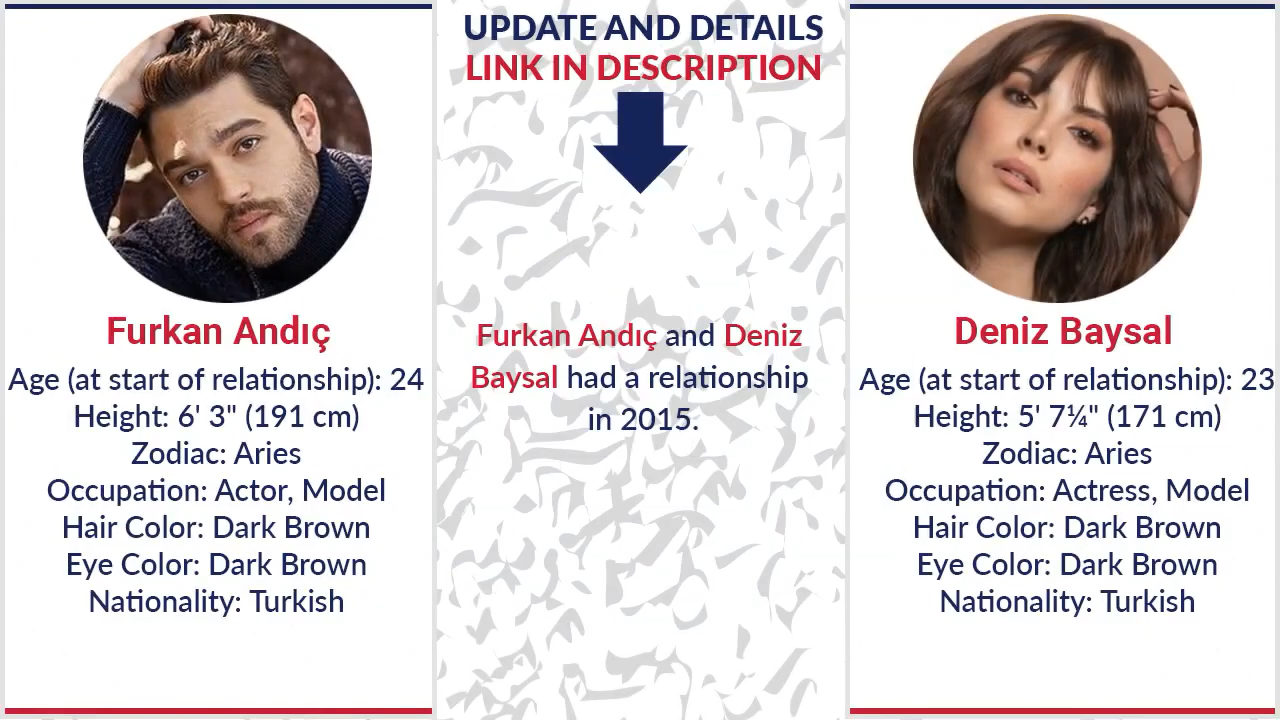 UPDATE AND DETAILS
LINK IN DESCRIPTION
Furkan Andıç
Age (at start of relationship): 24
Height: 6' 3" (191 cm)
Zodiac: Aries
Occupation: Actor, Model
Hair Color: Dark Brown
Eye Color: Dark Brown
Nationality: Turkish
Furkan Andıç and Deniz
Baysal had a relationship
in 2015.
Deniz Baysal
Age (at start of relationship): 23
Height: 5' 7¼" (171 cm)
Zodiac: Aries
Occupation: Actress, Model
Hair Color: Dark Brown
Eye Color: Dark Brown
Nationality: Turkish